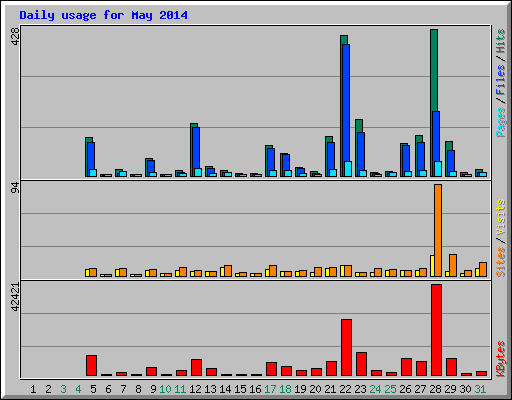 Daily usage for May 2014
428
Pages / Files / Hits
94
Sites / Visits
42421
KBytes
1 2 3 4 5 6 7 8 9 10 11 12 13 14 15 16 17 18 19 20 21 22 23 24 25 26 27 28 29 30 31